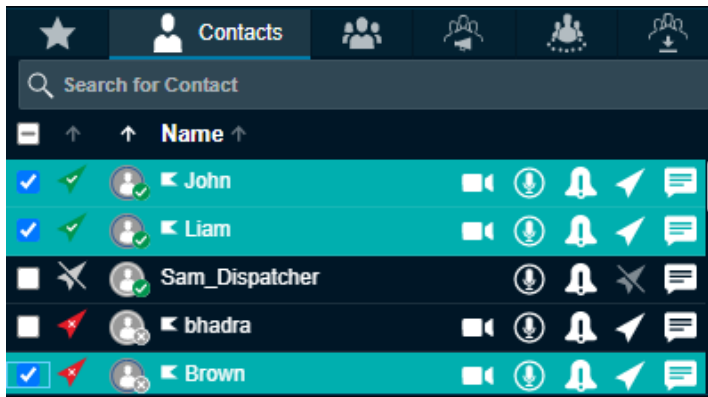 Contacts
Search for Contact
Name
John
Liam
Sam_Dispatcher
bhadra
Brown